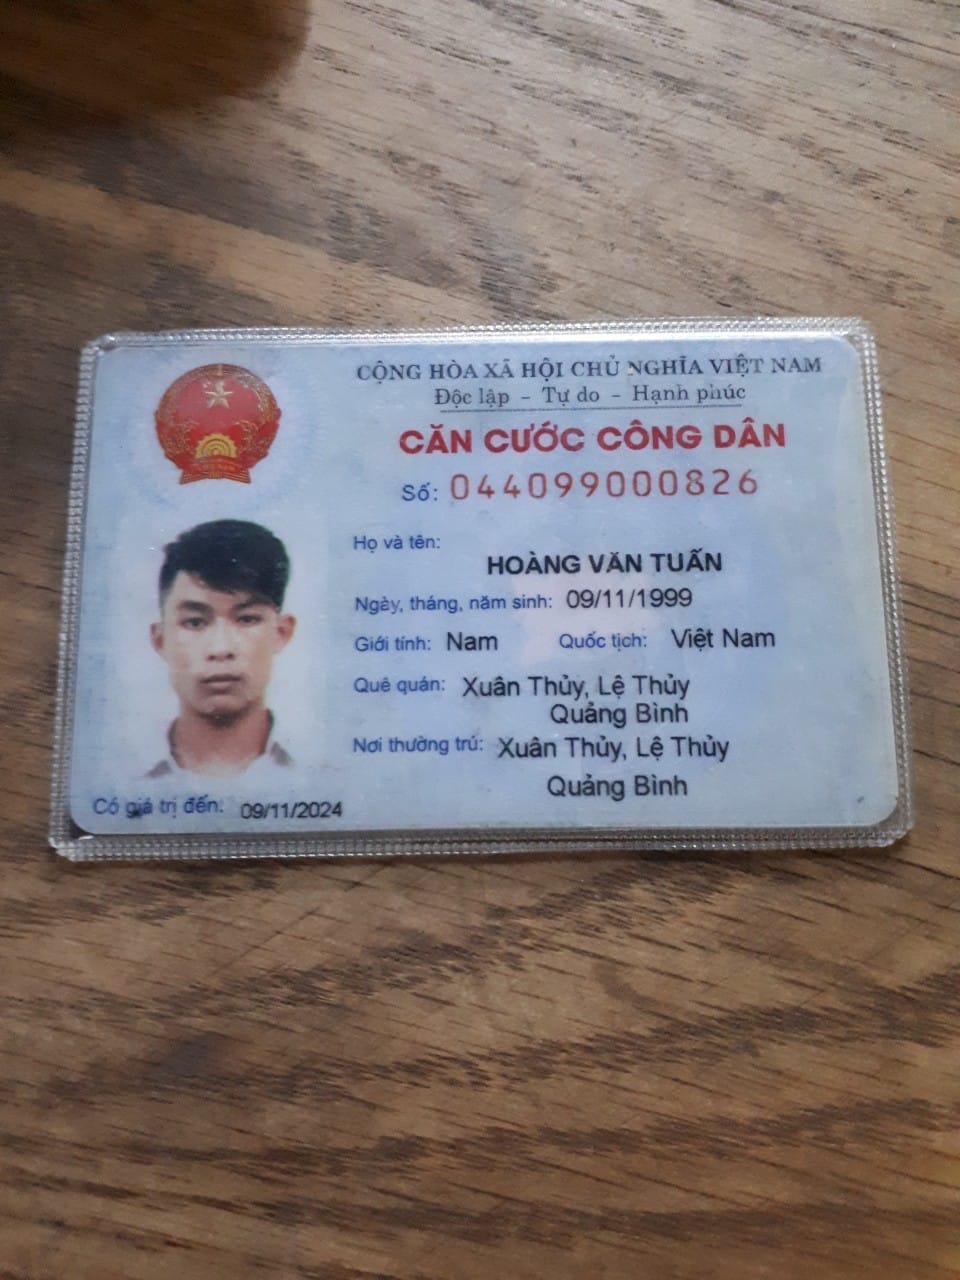 CỘNG HÒA XÃ HỘI CHỦ NGHĨA VIỆT NAM
Độc lập - Tự do - Hạnh phúc
CĂN CƯỚC CÔNG DÂN
Số: 044099000826
Họ và tên:
HOÀNG VĂN TUẤN
Ngày, tháng, năm sinh: 09/11/1999
Giới tính: Nam Quốc tịch: Việt Nam
Quê quán: Xuân Thủy, Lệ Thủy
Quảng Bình
Nơi thường trú: Xuân Thủy, Lệ Thủy
Quảng Bình
Có giá trị đến: 09/11/2024